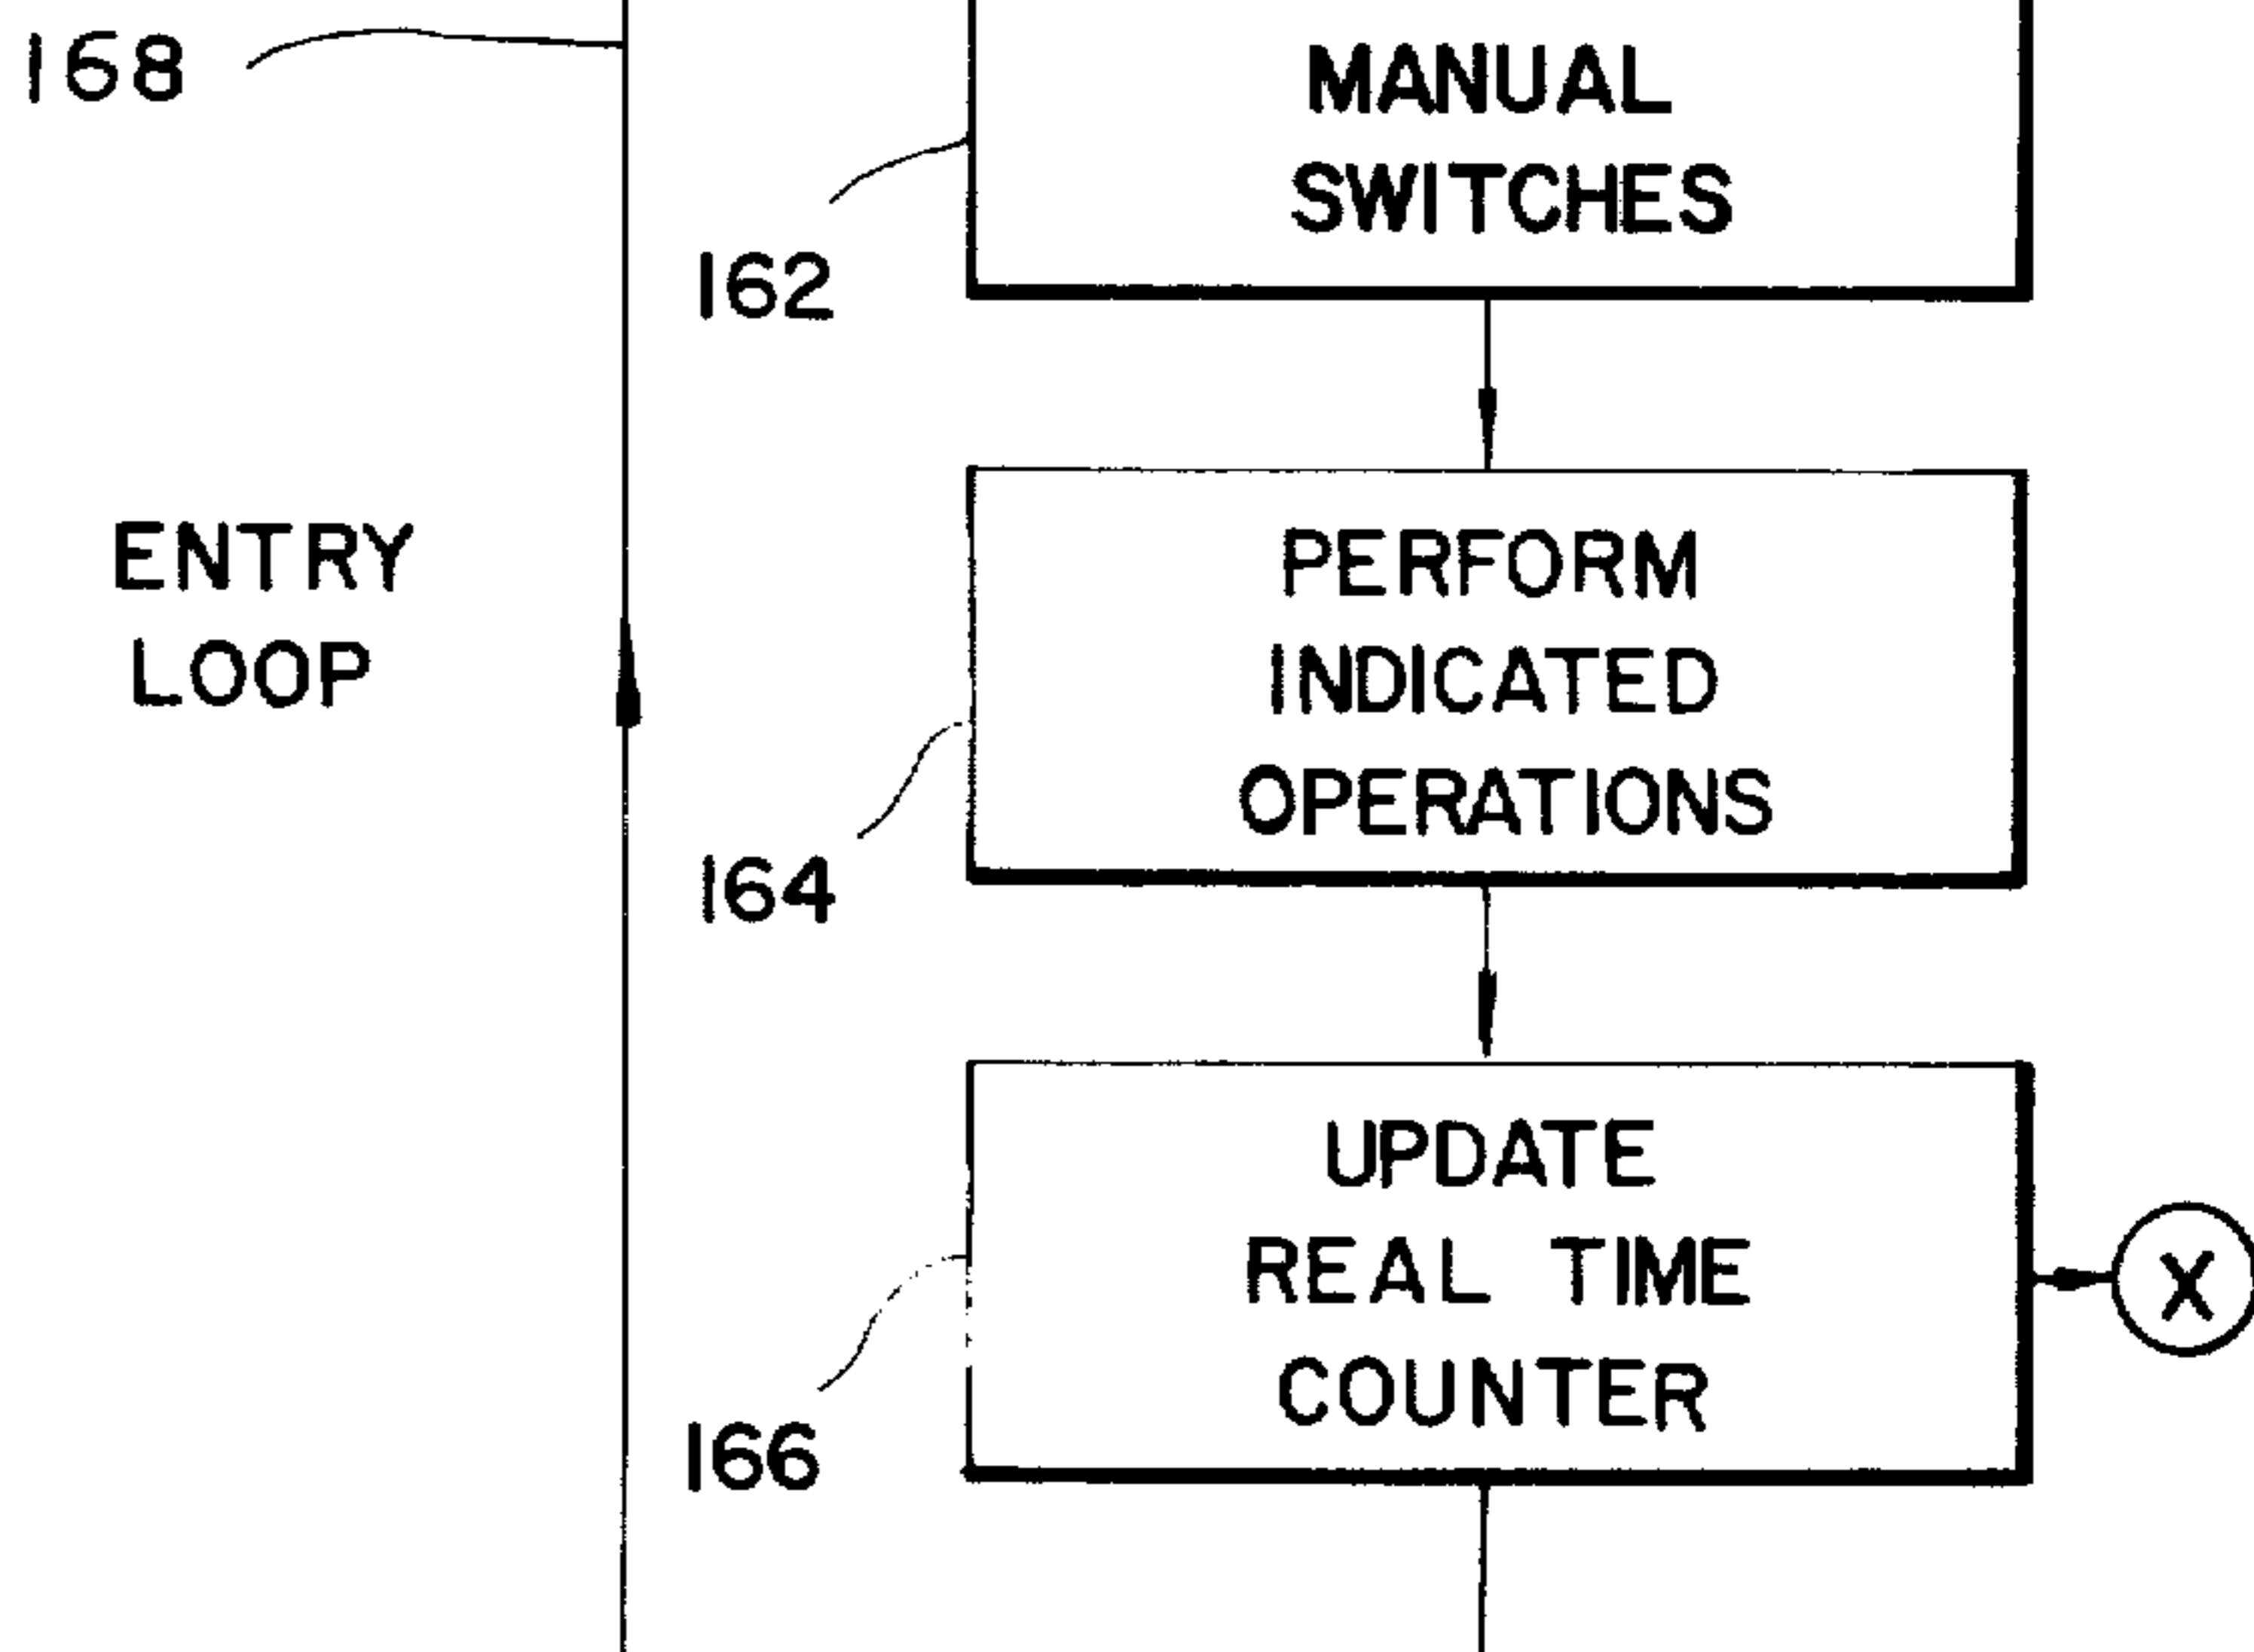 168
MANUAL
SWITCHES
162
ENTRY
LOOP
PERFORM
INDICATED
OPERATIONS
164
UPDATE
REAL TIME
COUNTER
X
166